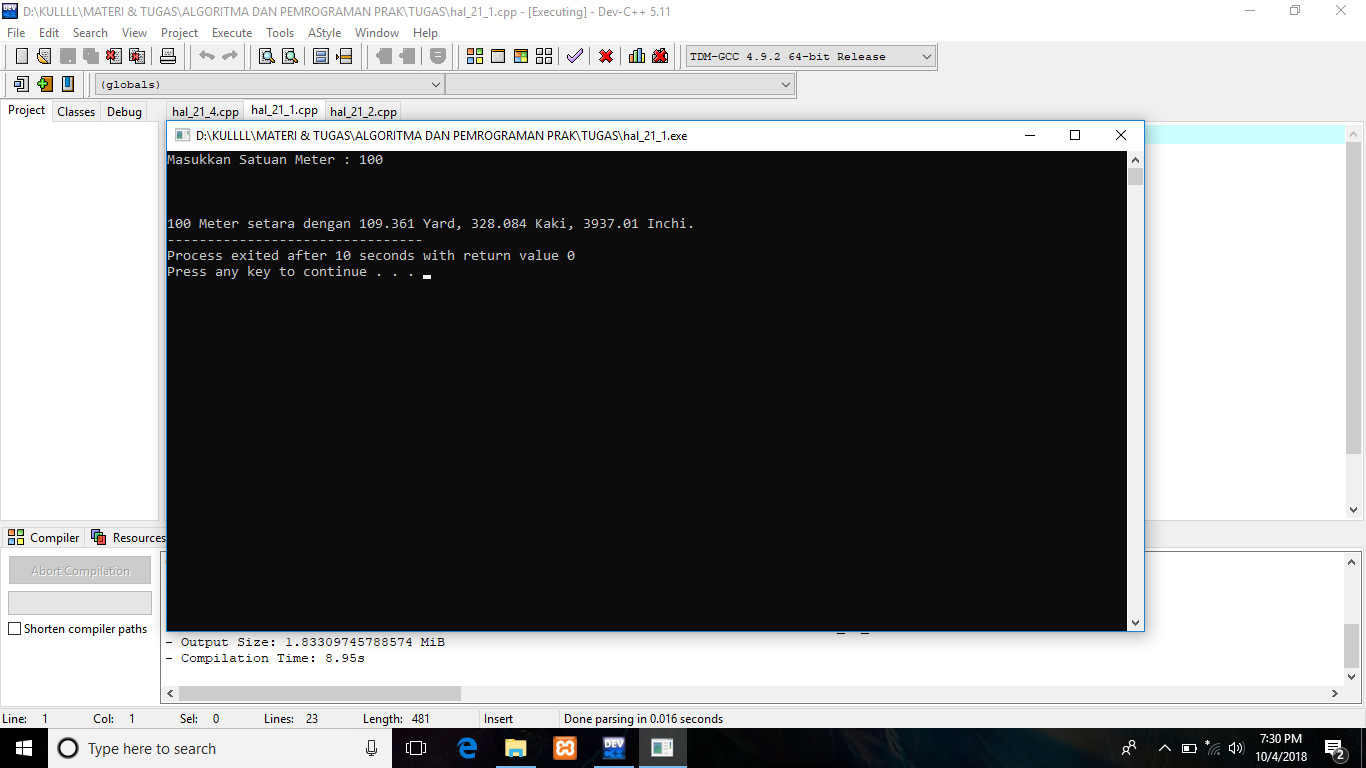 D:\KULLLL\MATERI & TUGAS\ALGORITMA DAN PEMROGRAMAN PRAK\TUGAS\hal_21_1.cpp - [Executing] - Dev-C++ 5.11
File Edit Search View Project Execute Tools AStyle Window Help
TDM-GCC 4.9.2 64-bit Release
(globals)
Project Classes Debug hal_21_4.cpp hal_21_1.cpp hal_21_2.cpp
D:\KULLLL\MATERI & TUGAS\ALGORITMA DAN PEMROGRAMAN PRAK\TUGAS\hal_21_1.exe
Masukkan Satuan Meter : 100
100 Meter setara dengan 109.361 Yard, 328.084 Kaki, 3937.01 Inchi.
--------------------------------
Process exited after 10 seconds with return value 0
Press any key to continue . . .
Compiler Resources
Abort Compilation
Shorten compiler paths
- Output Size: 1.83309745788574 MiB
- Compilation Time: 8.95s
Line: 1 Col: 1 Sel: 0 Lines: 23 Length: 481 Insert Done parsing in 0.016 seconds
Type here to search
DEV
7:30 PM
10/4/2018
2